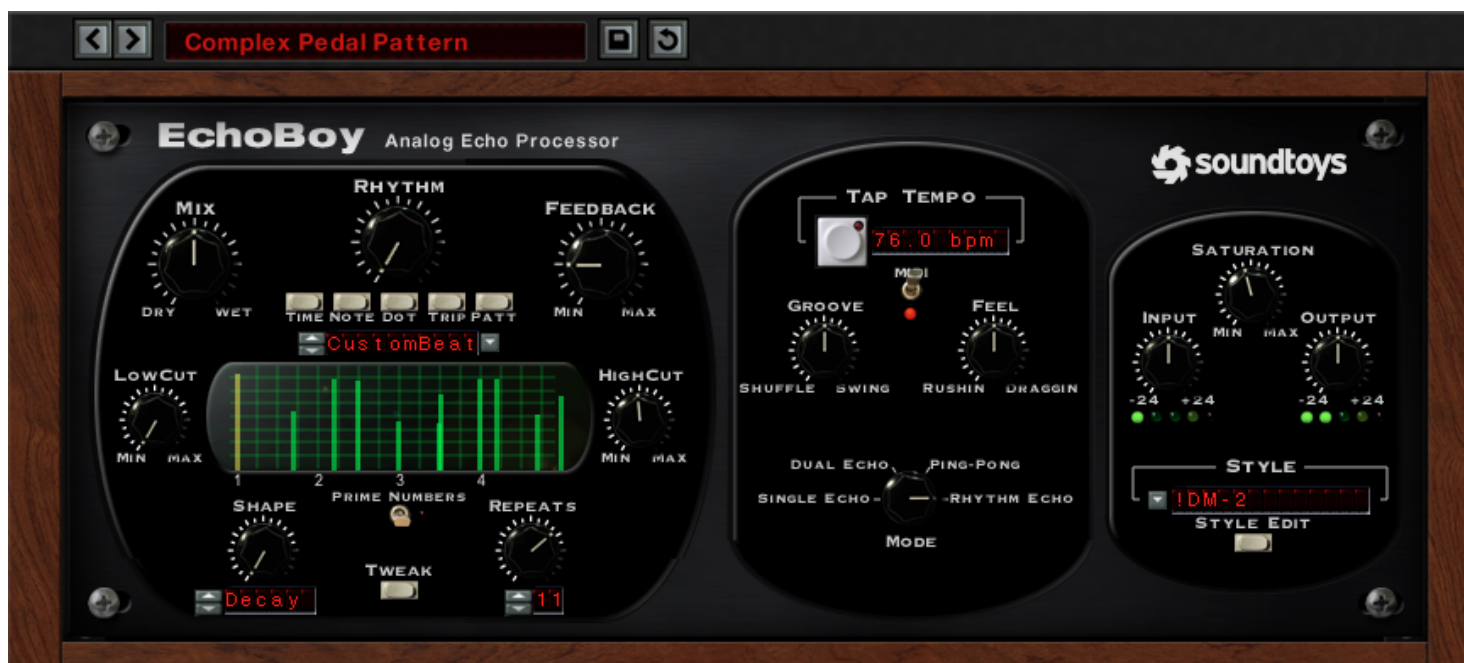 Complex Pedal Pattern
EchoBoy Analog Echo Processor
soundtoys
Mix
Rhythm
Feedback
Dry Wet
Min Max
Time Note Dot Trip Patt
CustomBeat
LowCut
HighCut
Min Max
Min Max
1 2 3 4
Prime Numbers
Shape
Repeats
Tweak
Decay
11
Tap Tempo
76.0 bpm
MIDI
Groove
Feel
Shuffle Swing
Rushin Draggin
Dual Echo
Ping-Pong
Single Echo
Rhythm Echo
Mode
Saturation
Min Max
Input
Output
-24 +24
-24 +24
Style
!DM-2
Style Edit